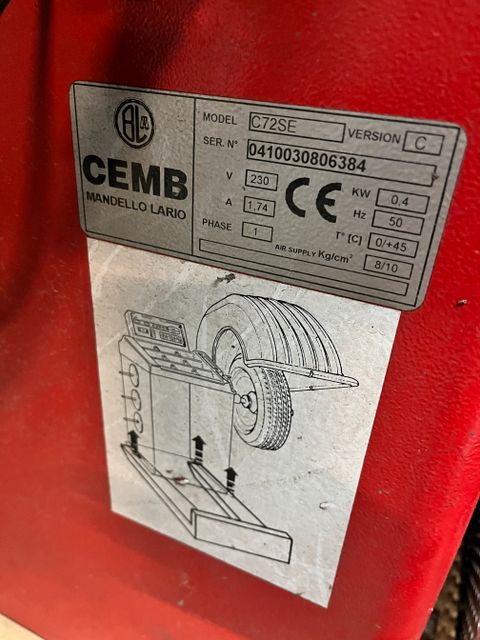 BL
CEMB
MANDELLO LARIO
MODEL C72SE VERSION C
SER. N° 0410030806384
V 230 KW 0,4
A 1,74 Hz 50
PHASE 1 T° [C] 0/+45
AIR SUPPLY Kg/cm² 8/10
CE